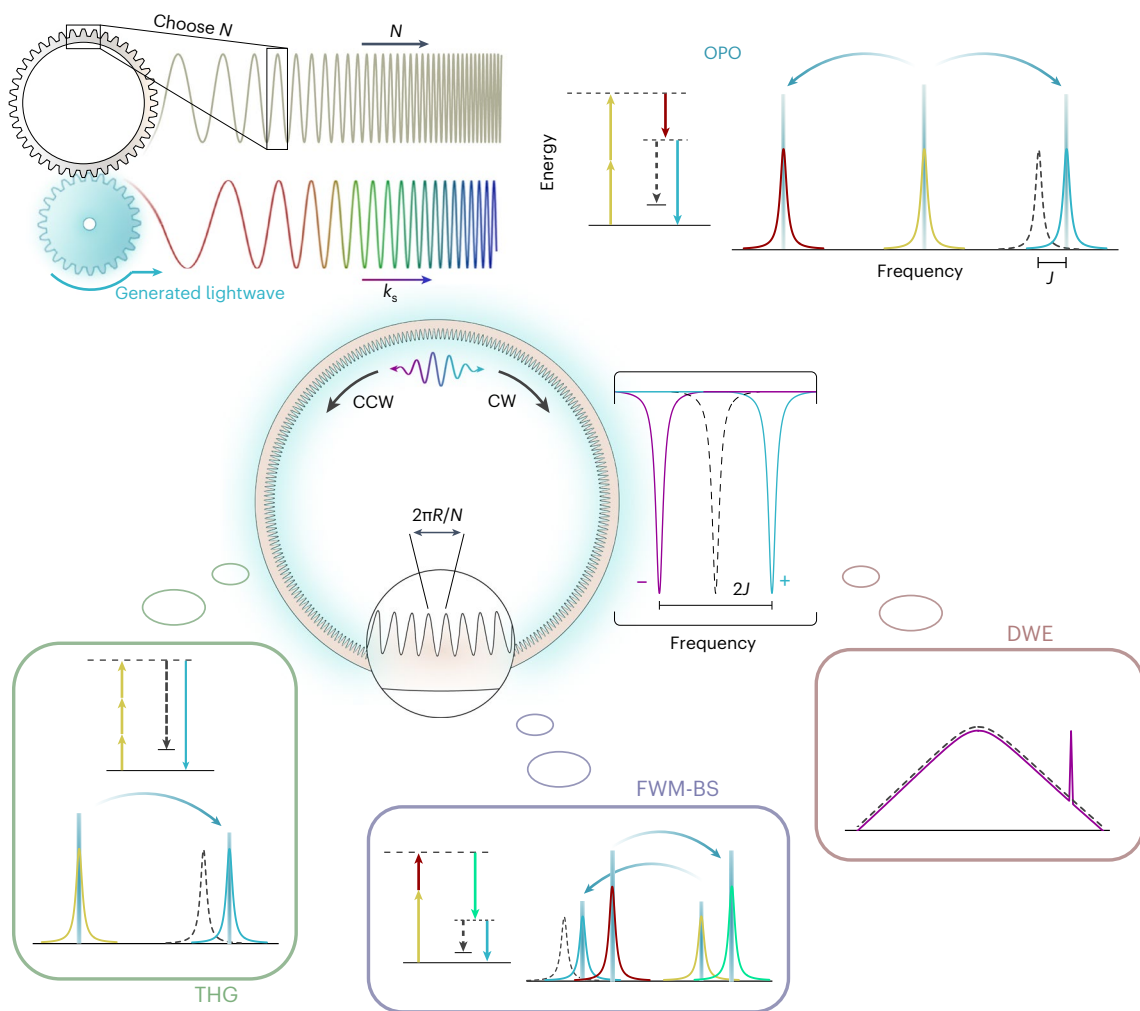 Choose N
N
Generated lightwave
k_s
OPO
Energy
Frequency
J
CCW
CW
2πR/N
–
2J
+
Frequency
DWE
THG
FWM-BS